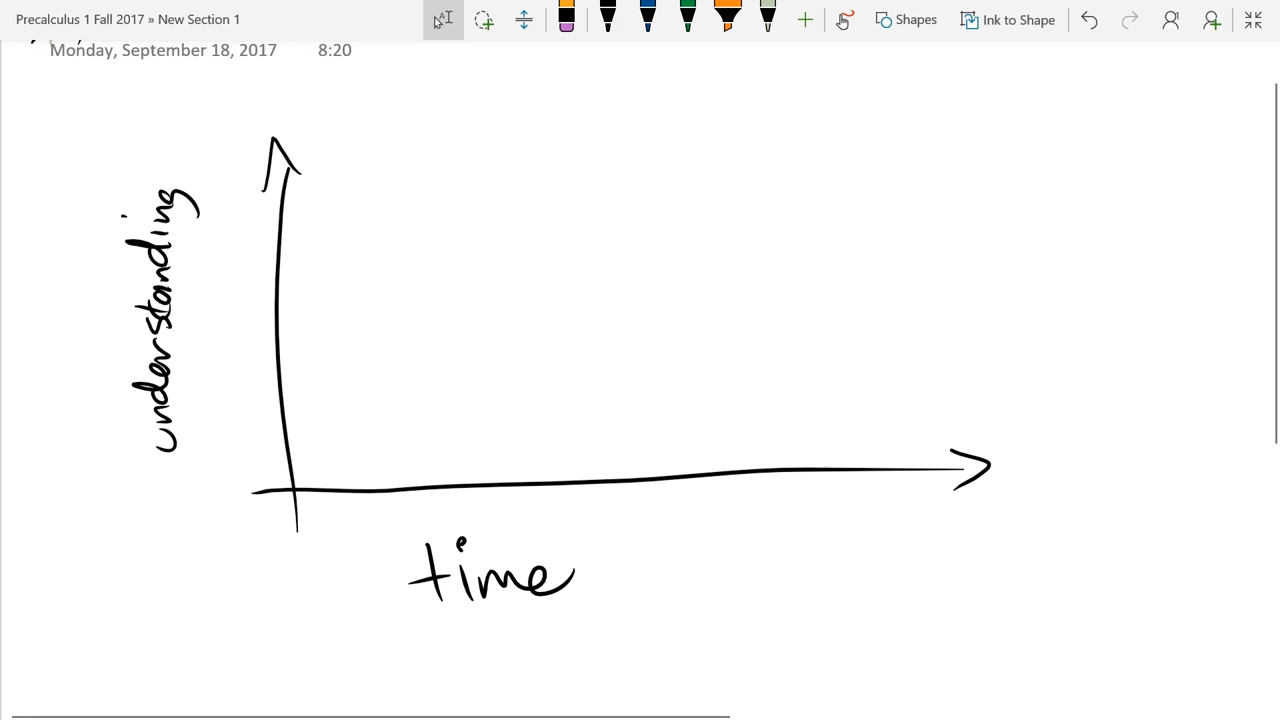 Precalculus 1 Fall 2017 » New Section 1
Shapes
Ink to Shape
Monday, September 18, 2017 8:20
understanding
time